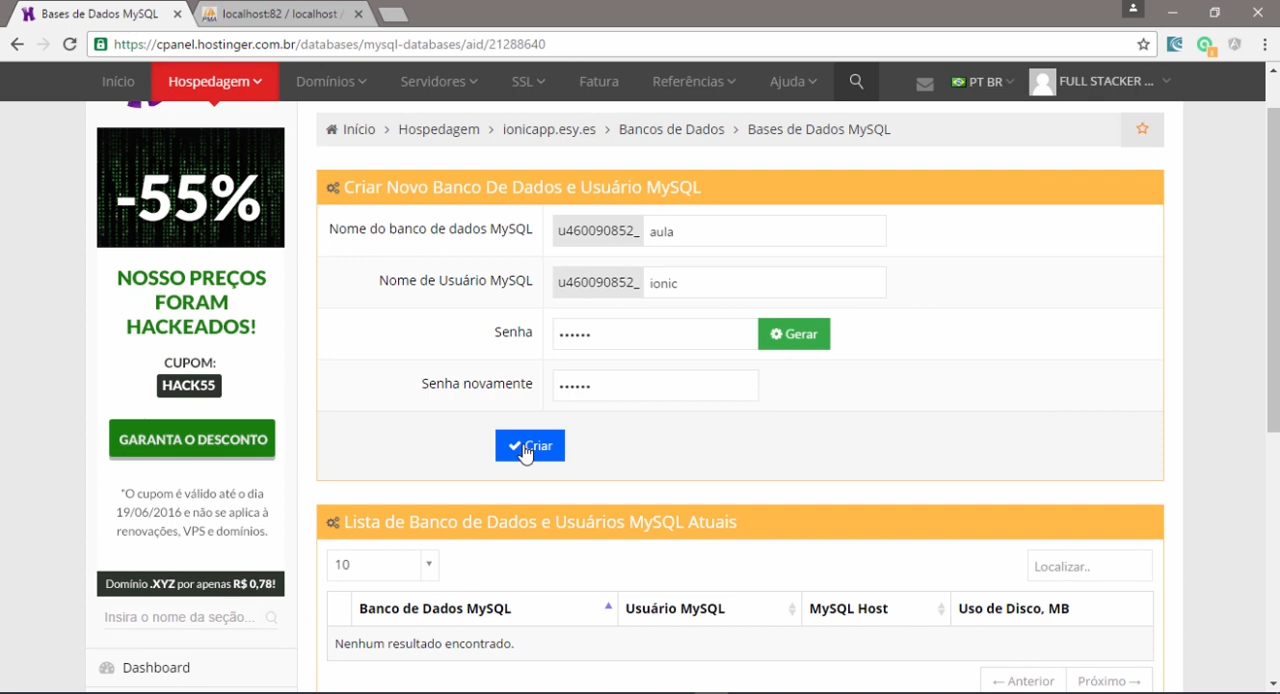 Bases de Dados MySQL
localhost:82 / localhost /
https://cpanel.hostinger.com.br/databases/mysql-databases/aid/21288640
Início
Hospedagem
Domínios
Servidores
SSL
Fatura
Referências
Ajuda
PT BR
FULL STACKER ...
Início > Hospedagem > ionicapp.esy.es > Bancos de Dados > Bases de Dados MySQL
-55%
NOSSO PREÇOS
FORAM
HACKEADOS!
CUPOM:
HACK55
GARANTA O DESCONTO
*O cupom é válido até o dia
19/06/2016 e não se aplica à
renovações, VPS e domínios.
Domínio .XYZ por apenas R$ 0,78!
Insira o nome da seção...
Dashboard
Criar Novo Banco De Dados e Usuário MySQL
Nome do banco de dados MySQL u460090852_ aula
Nome de Usuário MySQL u460090852_ ionic
Senha •••••• Gerar
Senha novamente ••••••
Criar
Lista de Banco de Dados e Usuários MySQL Atuais
10 Localizar..
Banco de Dados MySQL Usuário MySQL MySQL Host Uso de Disco, MB
Nenhum resultado encontrado.
← Anterior Próximo →